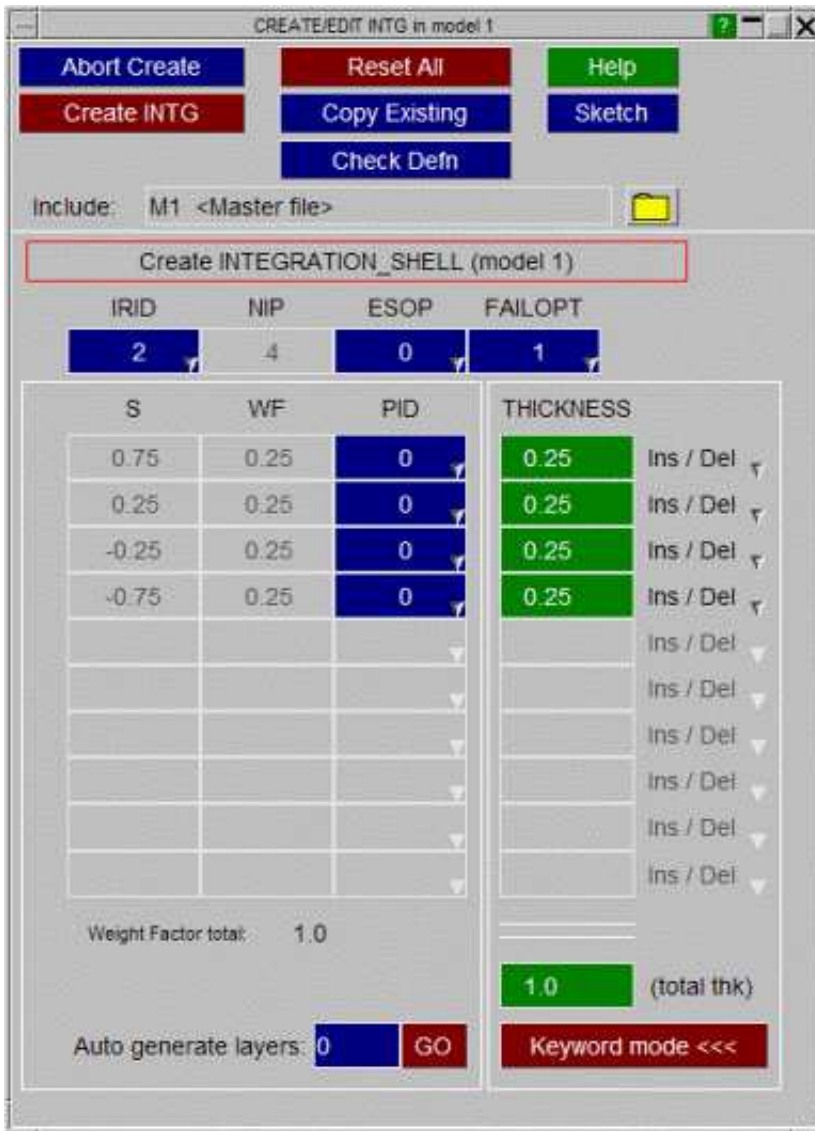 CREATE/EDIT INTG in model 1 ?
Abort Create Reset All Help
Create INTG Copy Existing Sketch
Check Defn
Include: M1 <Master file>
Create INTEGRATION_SHELL (model 1)
IRID NIP ESOP FAILOPT
2 4 0 1
S WF PID THICKNESS
0.75 0.25 0 0.25 Ins / Del
0.25 0.25 0 0.25 Ins / Del
-0.25 0.25 0 0.25 Ins / Del
-0.75 0.25 0 0.25 Ins / Del
Ins / Del
Ins / Del
Ins / Del
Ins / Del
Ins / Del
Ins / Del
Weight Factor total: 1.0
1.0 (total thk)
Auto generate layers: 0 GO Keyword mode <<<